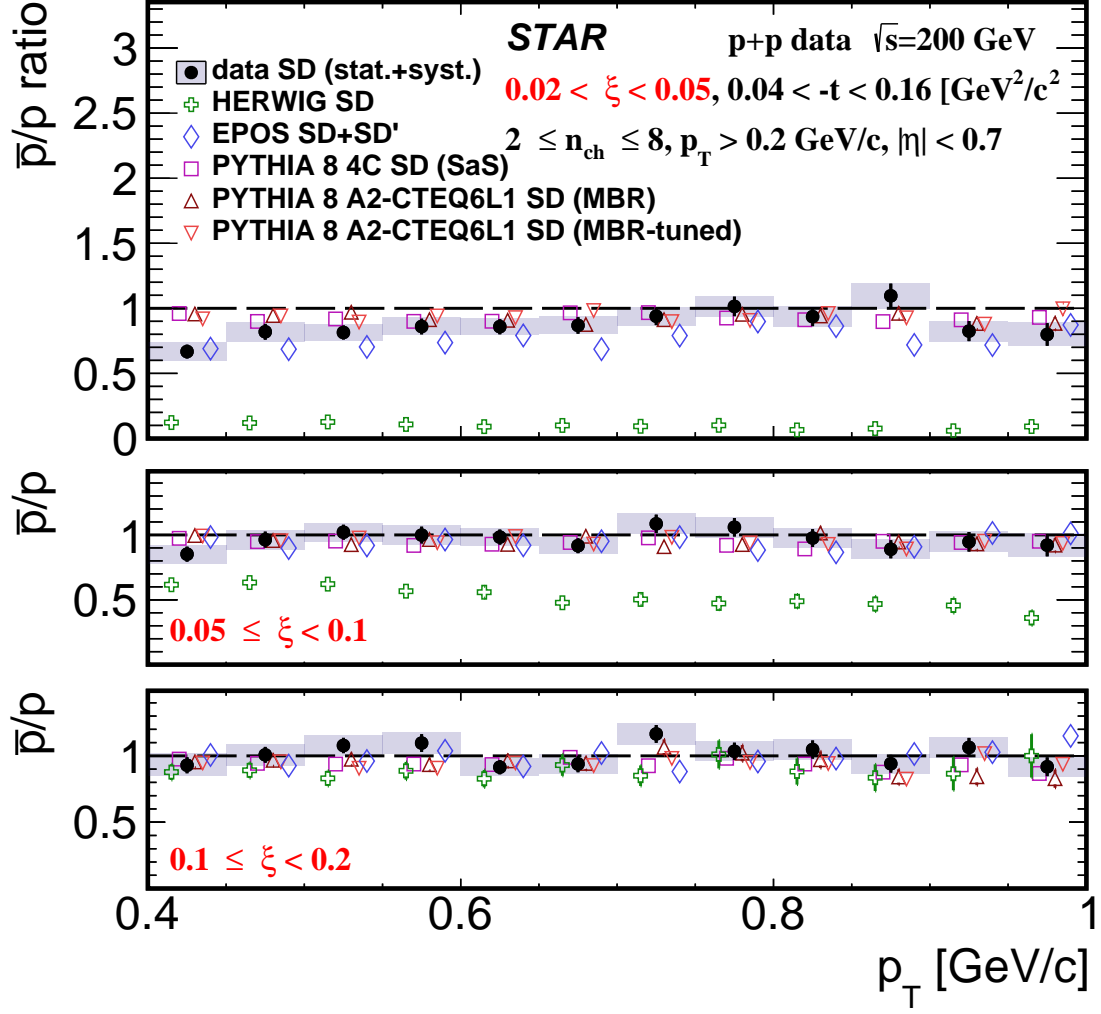 STAR
p+p data √s=200 GeV
0.02 < ξ < 0.05, 0.04 < -t < 0.16 [GeV²/c²
2 ≤ n_ch ≤ 8, p_T > 0.2 GeV/c, |η| < 0.7
data SD (stat.+syst.)
HERWIG SD
EPOS SD+SD'
PYTHIA 8 4C SD (SaS)
PYTHIA 8 A2-CTEQ6L1 SD (MBR)
PYTHIA 8 A2-CTEQ6L1 SD (MBR-tuned)
p̅/p ratio
3
2.5
2
1.5
1
0.5
0
p̅/p
1
0.5
0.05 ≤ ξ < 0.1
p̅/p
1
0.5
0.1 ≤ ξ < 0.2
0.4 0.6 0.8 1
p_T [GeV/c]